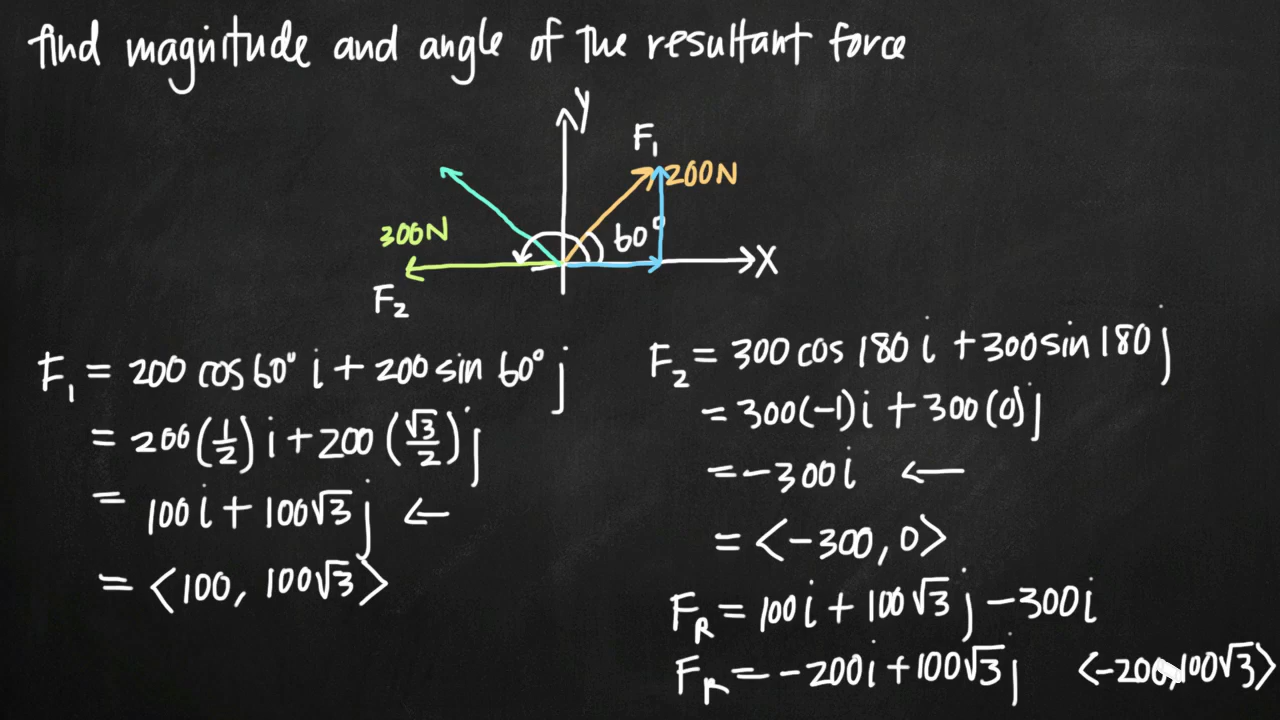 find magnitude and angle of the resultant force
Y
F₁
200N
300N
60°
X
F₂
F₁ = 200 cos 60° i + 200 sin 60° j
= 200 (1/2) i + 200 (√3/2) j
= 100 i + 100√3 j ←
= <100, 100√3>
F₂ = 300 cos 180 i + 300 sin 180 j
= 300(-1) i + 300 (0) j
= -300 i ←
= <-300, 0>
F_R = 100 i + 100√3 j - 300 i
F_R = -200 i + 100√3 j <-200, 100√3>